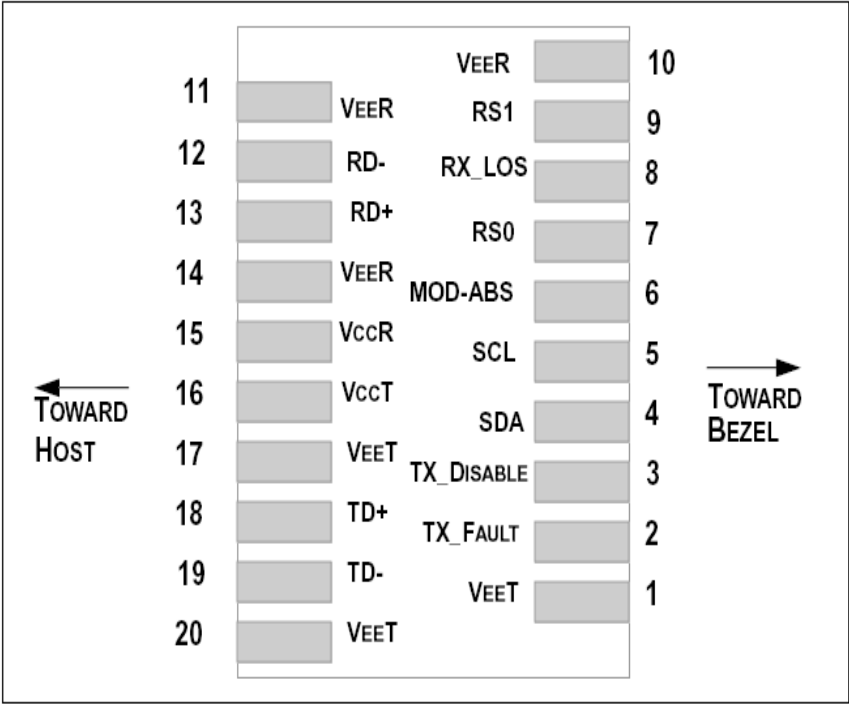 11 VEER
12 RD-
13 RD+
14 VEER
15 VCCR
16 VCCT
17 VEET
18 TD+
19 TD-
20 VEET
VEER 10
RS1 9
RX_LOS 8
RS0 7
MOD-ABS 6
SCL 5
SDA 4
TX_DISABLE 3
TX_FAULT 2
VEET 1
TOWARD
HOST
TOWARD
BEZEL